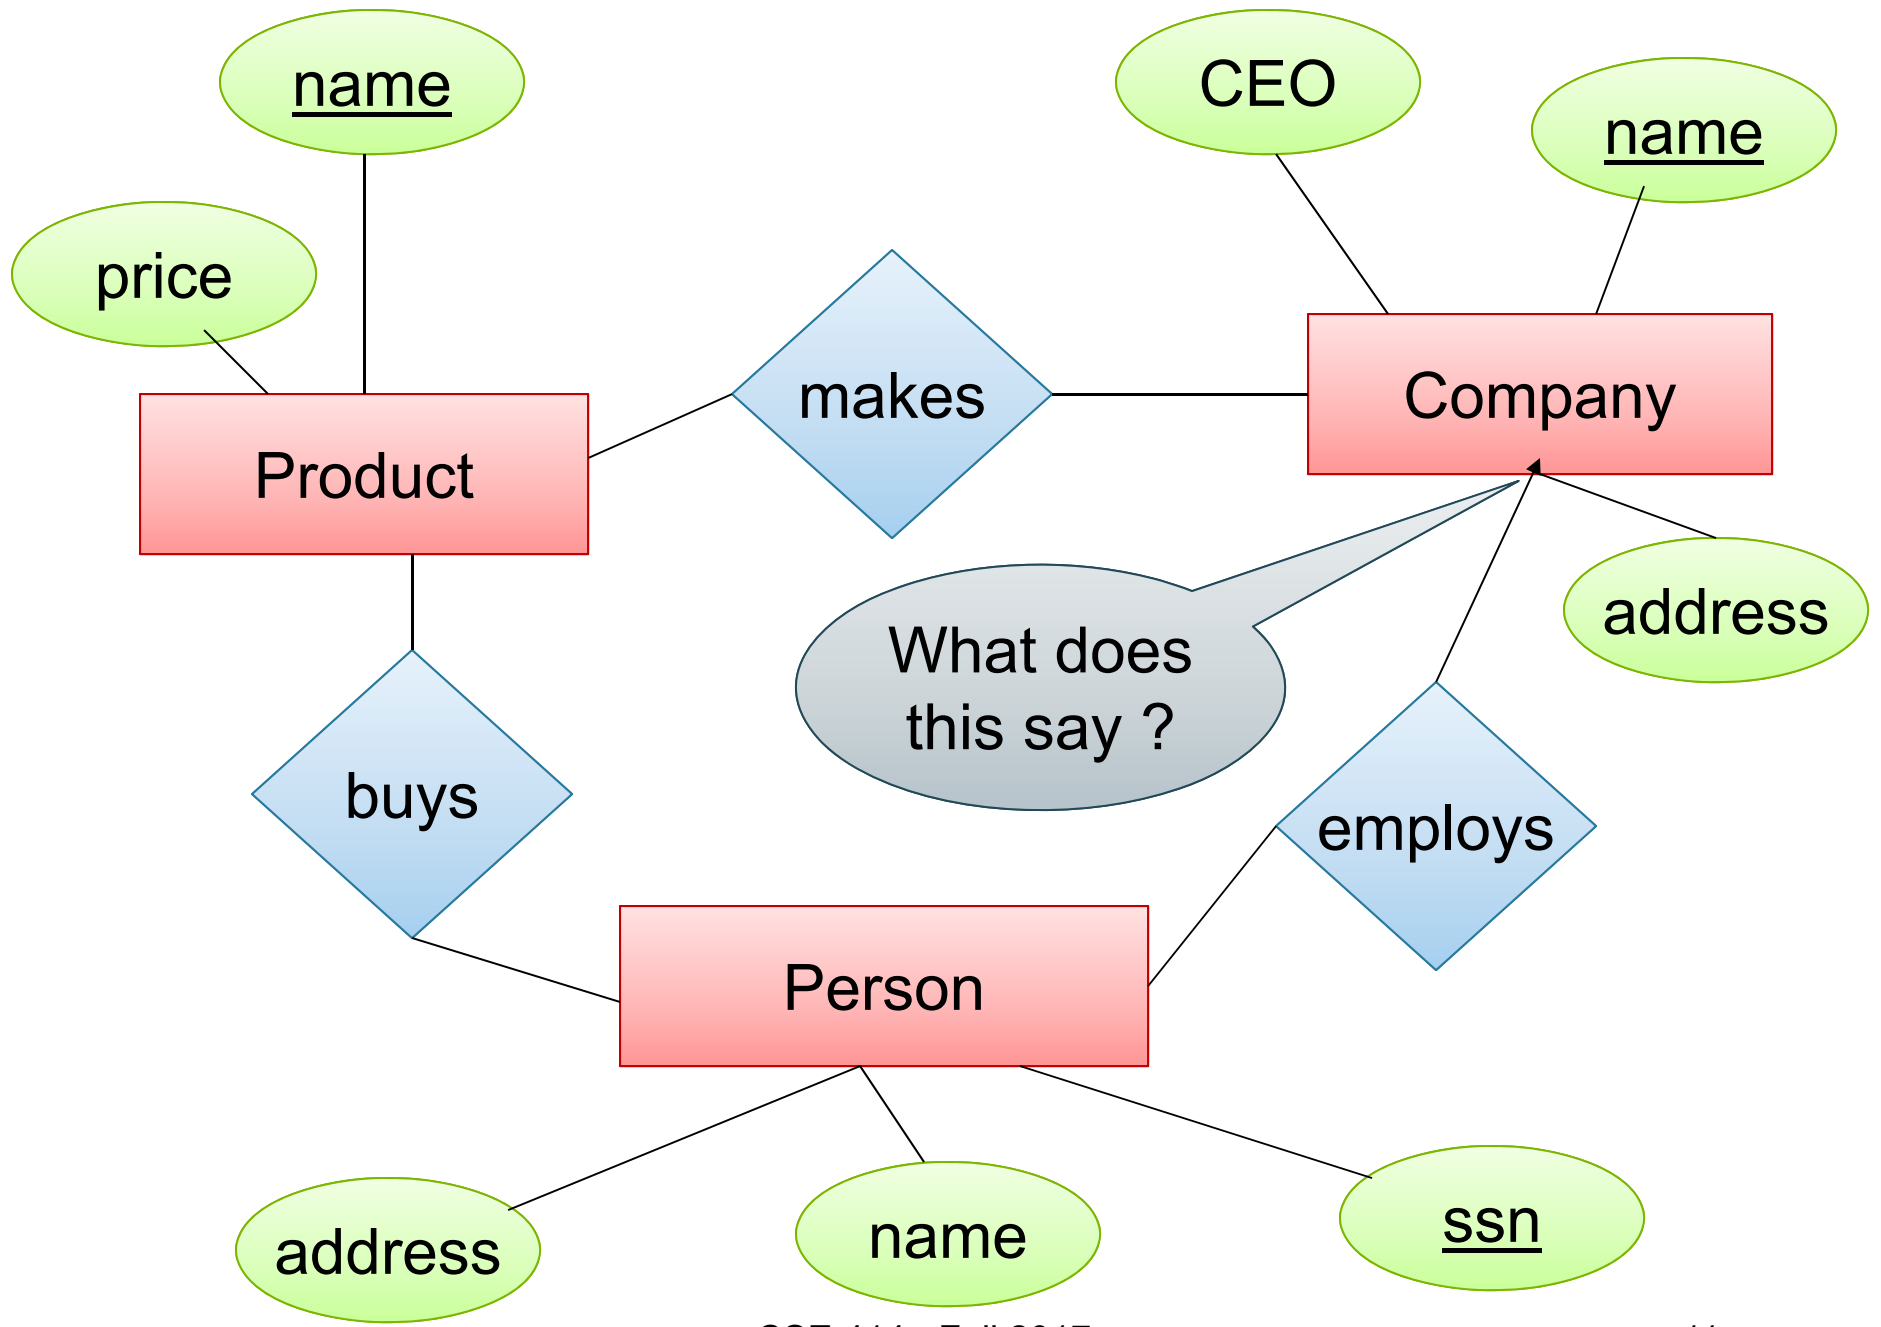 name
CEO
name
price
makes
Company
Product
address
What does
this say ?
buys
employs
Person
ssn
name
address